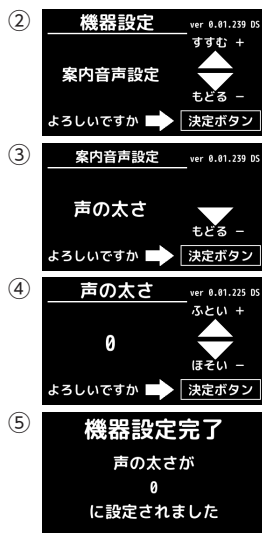 ②
機器設定 ver 0.01.239 DS
すすむ +
案内音声設定
もどる −
よろしいですか 決定ボタン
③
案内音声設定 ver 0.01.239 DS
声の太さ
もどる −
よろしいですか 決定ボタン
④
声の太さ ver 0.01.225 DS
ふとい +
0
ほそい −
よろしいですか 決定ボタン
⑤
機器設定完了
声の太さが
0
に設定されました